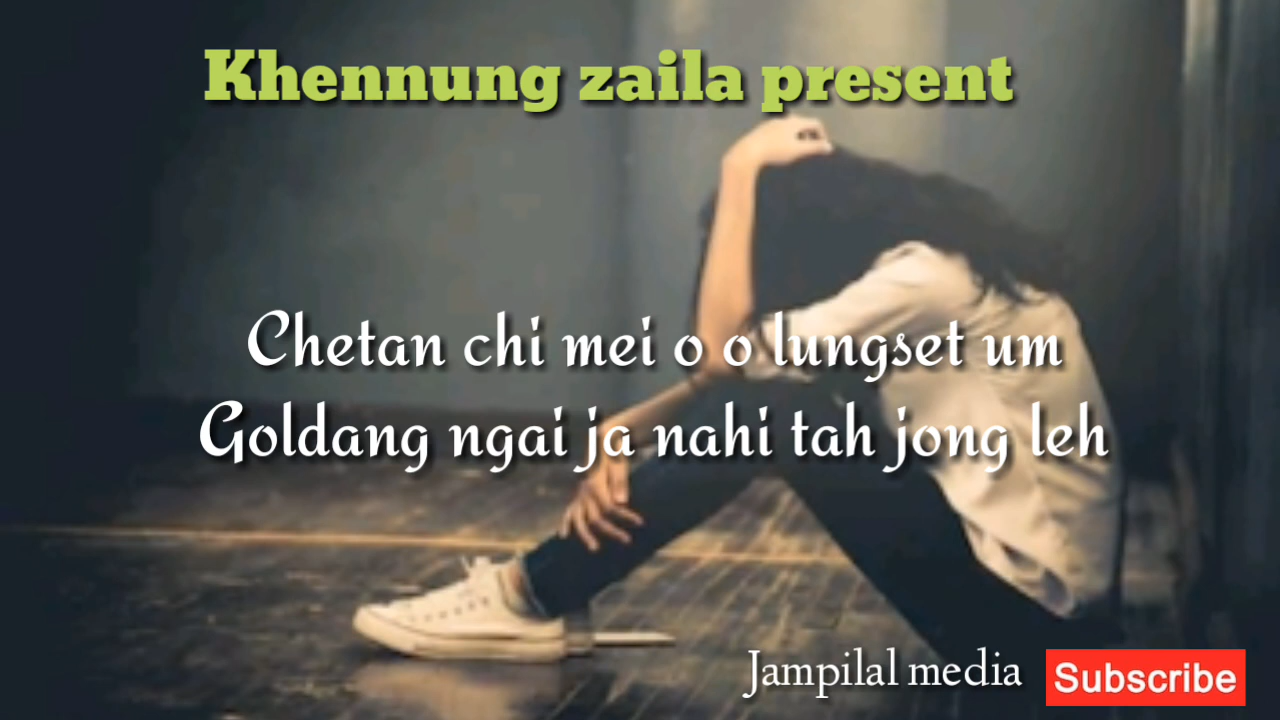 Khennung zaila present
Chetan chi mei o o lungset um
Goldang ngai ja nahi tah jong leh
Jampilal media
Subscribe